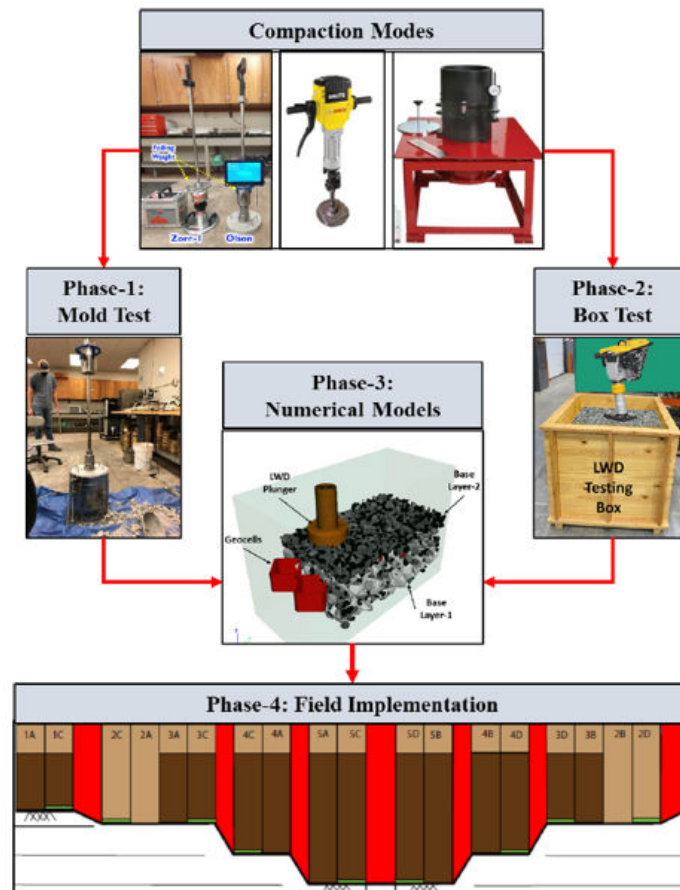 Compaction Modes
Falling
Weight
Zorn-1
Olson
Phase-1:
Mold Test
Phase-2:
Box Test
LWD
Testing
Box
Phase-3:
Numerical Models
LWD
Plunger
Base
Layer-2
Geocells
Base
Layer-1
Phase-4: Field Implementation
1A 1C 2C 2A 3A 3C 4C 4A 5A 5C 5D 5B 4B 4D 3D 3B 2B 2D